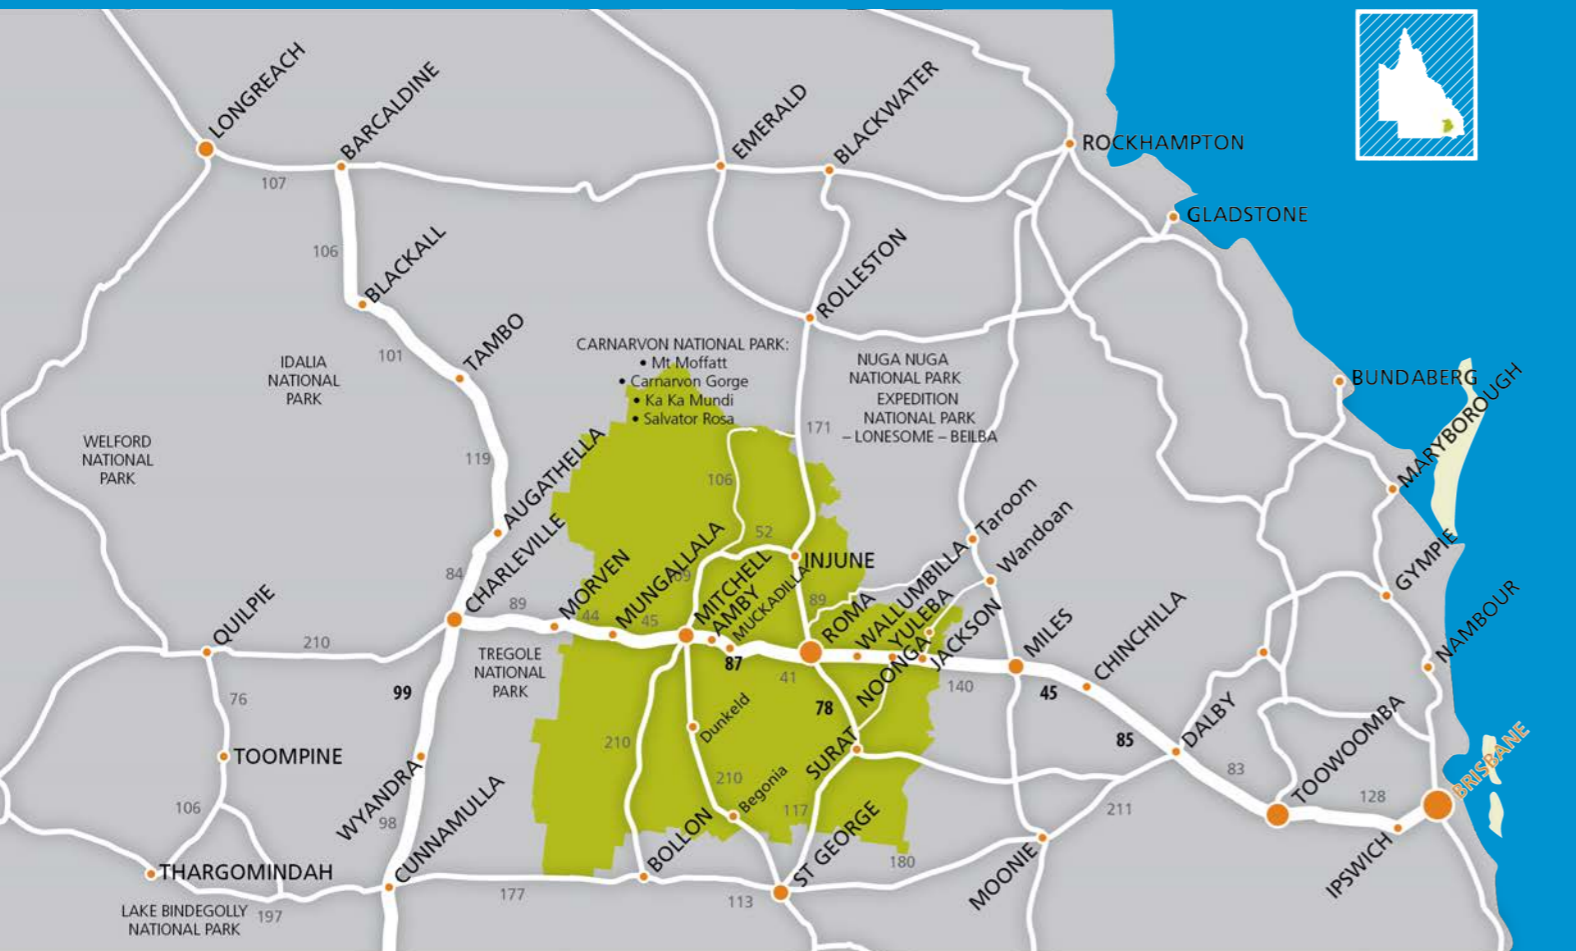 LONGREACH
BARCALDINE
EMERALD
BLACKWATER
ROCKHAMPTON
107
GLADSTONE
106
BLACKALL
ROLLESTON
TAMBO
101
CARNARVON NATIONAL PARK:
• Mt Moffatt
• Carnarvon Gorge
• Ka Ka Mundi
• Salvator Rosa
NUGA NUGA
NATIONAL PARK
EXPEDITION
NATIONAL PARK
– LONESOME – BEILBA
IDALIA
NATIONAL
PARK
BUNDABERG
MARYBOROUGH
WELFORD
NATIONAL
PARK
119
171
106
AUGATHELLA
CHARLEVILLE
Taroom
Wandoan
52
INJUNE
84
89
MORVEN
44
MUNGALLALA
45
MITCHELL
AMBY
MUCKADILLA
89
ROMA
WALLUMBILLA
YULEBA
NOONGA
JACKSON
MILES
CHINCHILLA
GYMPIE
NAMBOUR
QUILPIE
210
TREGOLE
NATIONAL
PARK
87
41
78
140
45
99
76
TOOMPINE
WYANDRA
210
Dunkeld
210
Begonia
SURAT
85
DALBY
83
TOOWOOMBA
128
BRISBANE
106
98
CUNNAMULLA
117
211
THARGOMINDAH
BOLLON
ST GEORGE
180
MOONIE
IPSWICH
177
113
LAKE BINDEGOLLY
NATIONAL PARK
197